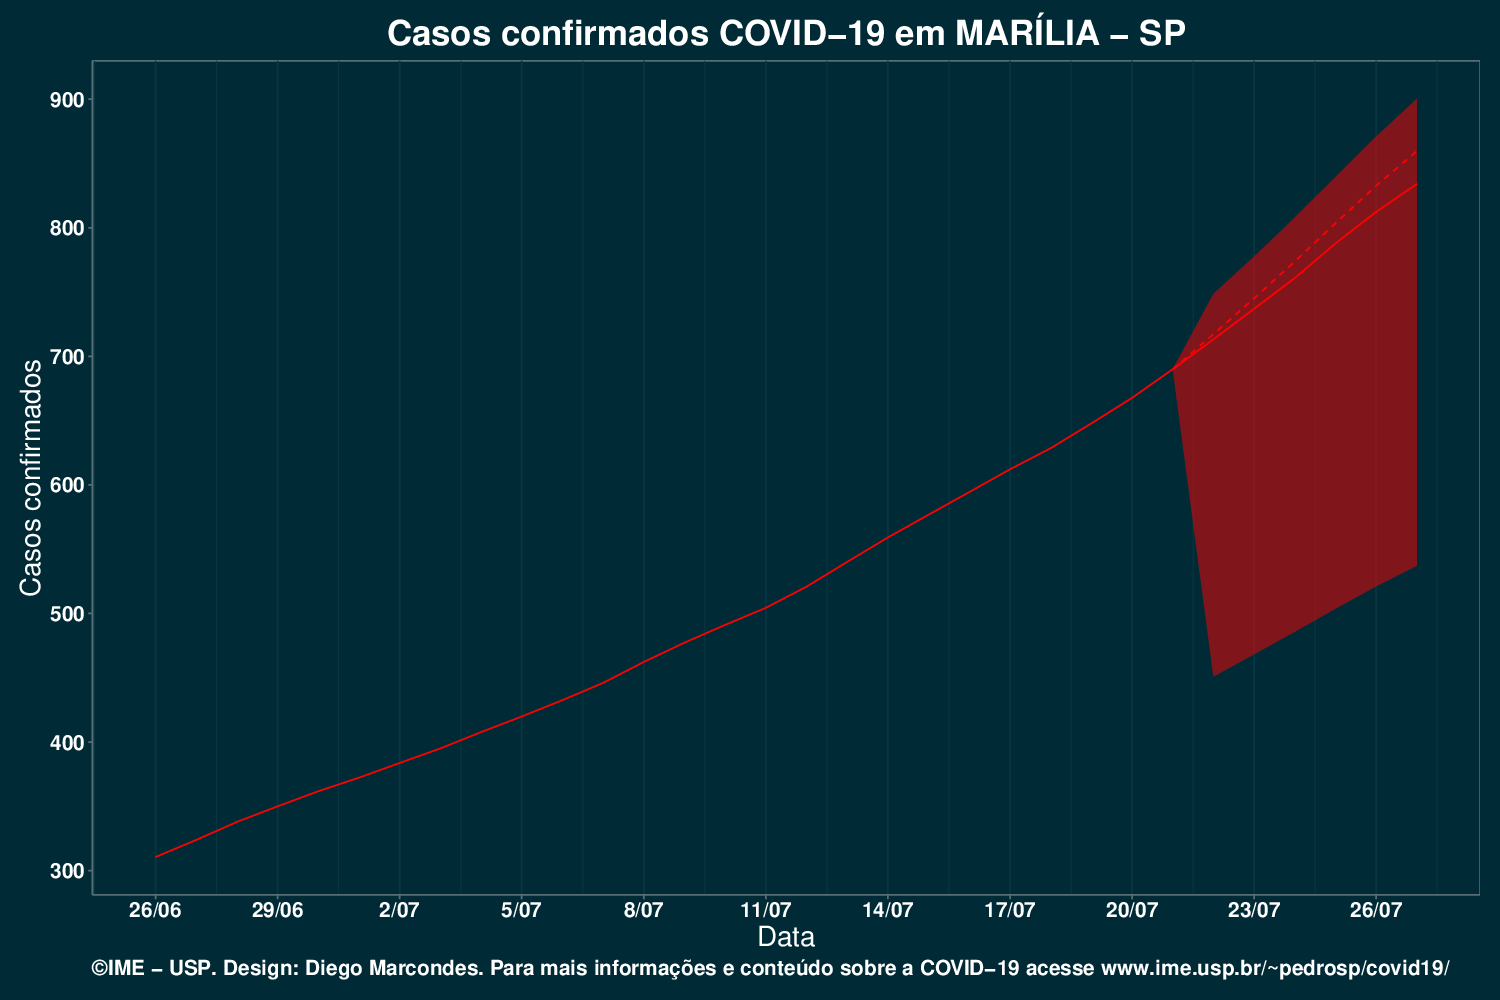 Casos confirmados COVID−19 em MARÍLIA − SP
Casos confirmados
900
800
700
600
500
400
300
26/06 29/06 2/07 5/07 8/07 11/07 14/07 17/07 20/07 23/07 26/07
Data
©IME − USP. Design: Diego Marcondes. Para mais informações e conteúdo sobre a COVID−19 acesse www.ime.usp.br/~pedrosp/covid19/